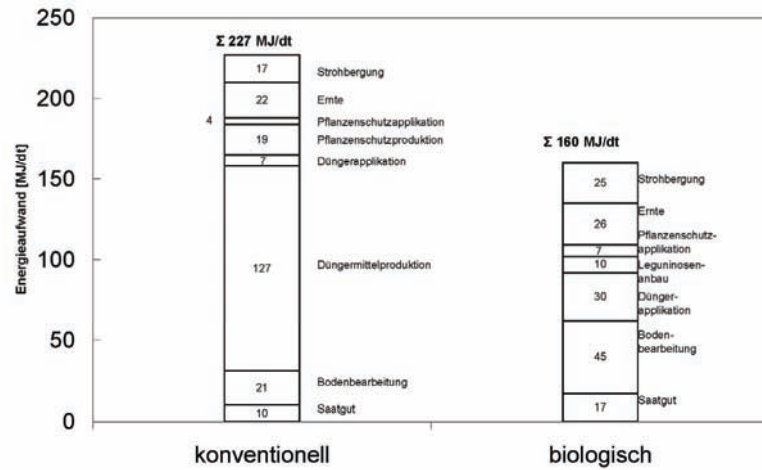 Energieaufwand [MJ/dt]
250
200
150
100
50
0
Σ 227 MJ/dt
17 Strohbergung
22 Ernte
4 Pflanzenschutzapplikation
19 Pflanzenschutzproduktion
7 Düngerapplikation
127 Düngermittelproduktion
21 Bodenbearbeitung
10 Saatgut
konventionell
Σ 160 MJ/dt
25 Strohbergung
26 Ernte
7 Pflanzenschutz-
applikation
10 Leguninosen-
anbau
30 Dünger-
applikation
45 Boden-
bearbeitung
17 Saatgut
biologisch